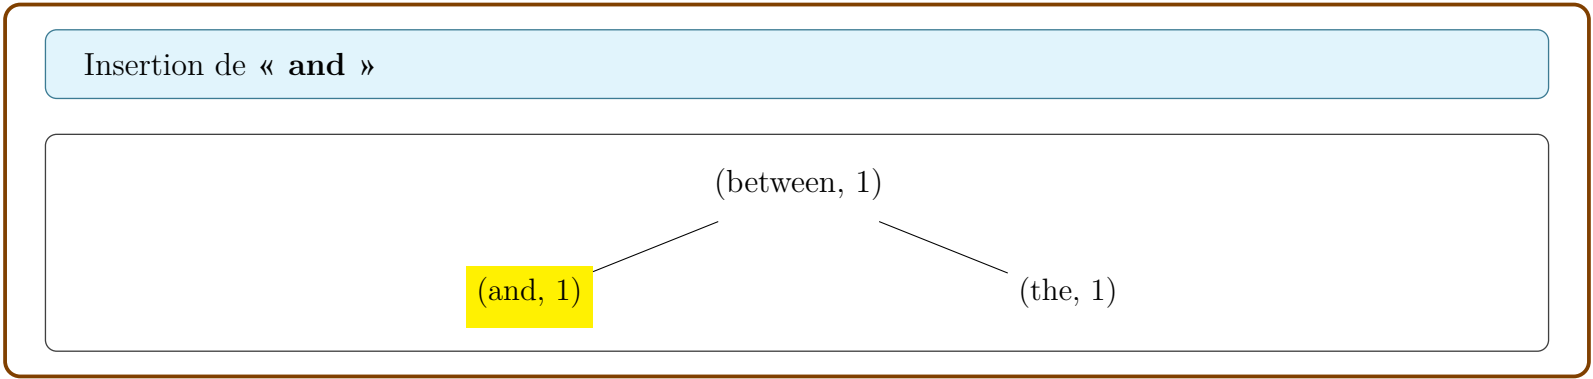 Insertion de « and »
(between, 1)
(and, 1) (the, 1)